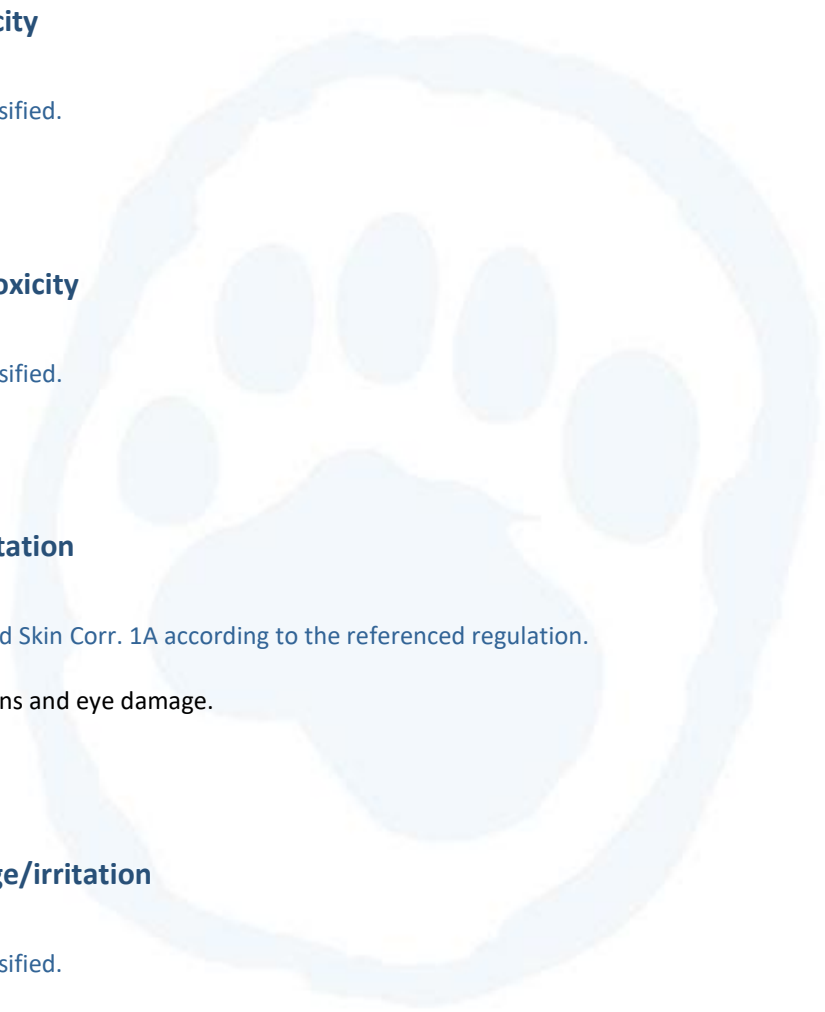 city
sified.
oxicity
sified.
tation
d Skin Corr. 1A according to the referenced regulation.
ns and eye damage.
ge/irritation
sified.